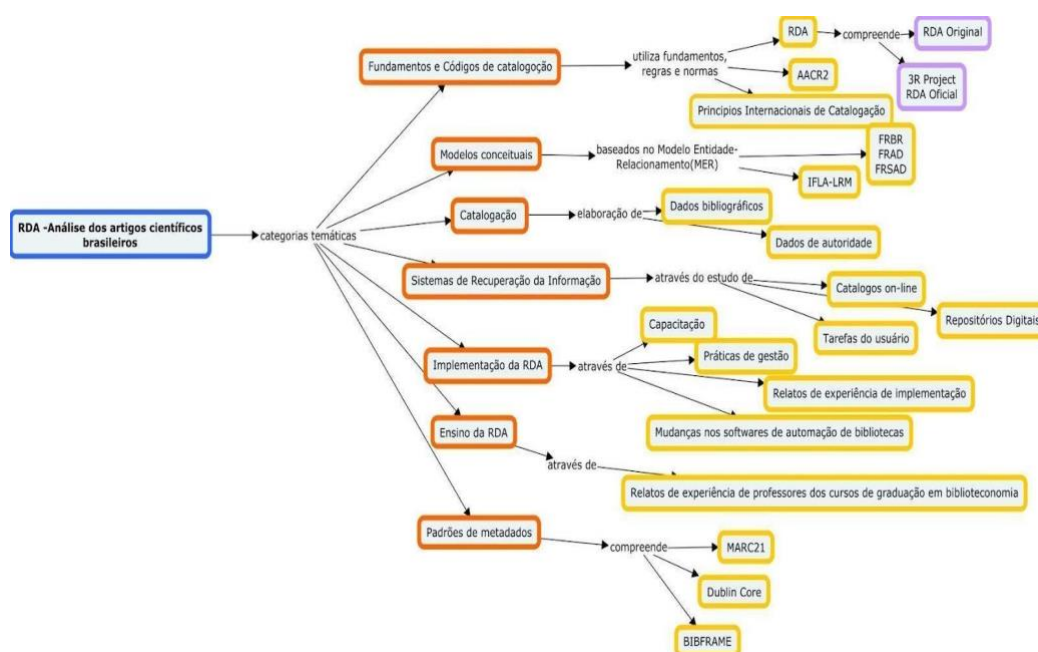 RDA -Análise dos artigos científicos
brasileiros
categorias temáticas
Fundamentos e Códigos de catalogoção
utiliza fundamentos,
regras e normas
RDA
compreende
RDA Original
3R Project
RDA Oficial
AACR2
Principios Internacionais de Catalogação
Modelos conceituais
baseados no Modelo Entidade-
Relacionamento(MER)
FRBR
FRAD
FRSAD
IFLA-LRM
Catalogação
elaboração de
Dados bibliográficos
Dados de autoridade
Sistemas de Recuperação da Informação
através do estudo de
Catalogos on-line
Repositórios Digitais
Tarefas do usuário
Implementação da RDA
através de
Capacitação
Práticas de gestão
Relatos de experiência de implementação
Mudanças nos softwares de automação de bibliotecas
Ensino da RDA
através de
Relatos de experiência de professores dos cursos de graduação em biblioteconomia
Padrões de metadados
compreende
MARC21
Dublin Core
BIBFRAME